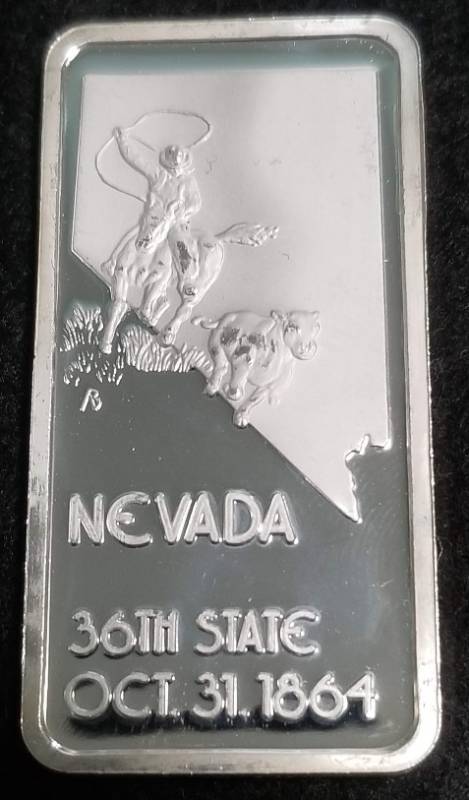 NEVADA
36TH STATE
OCT. 31. 1864